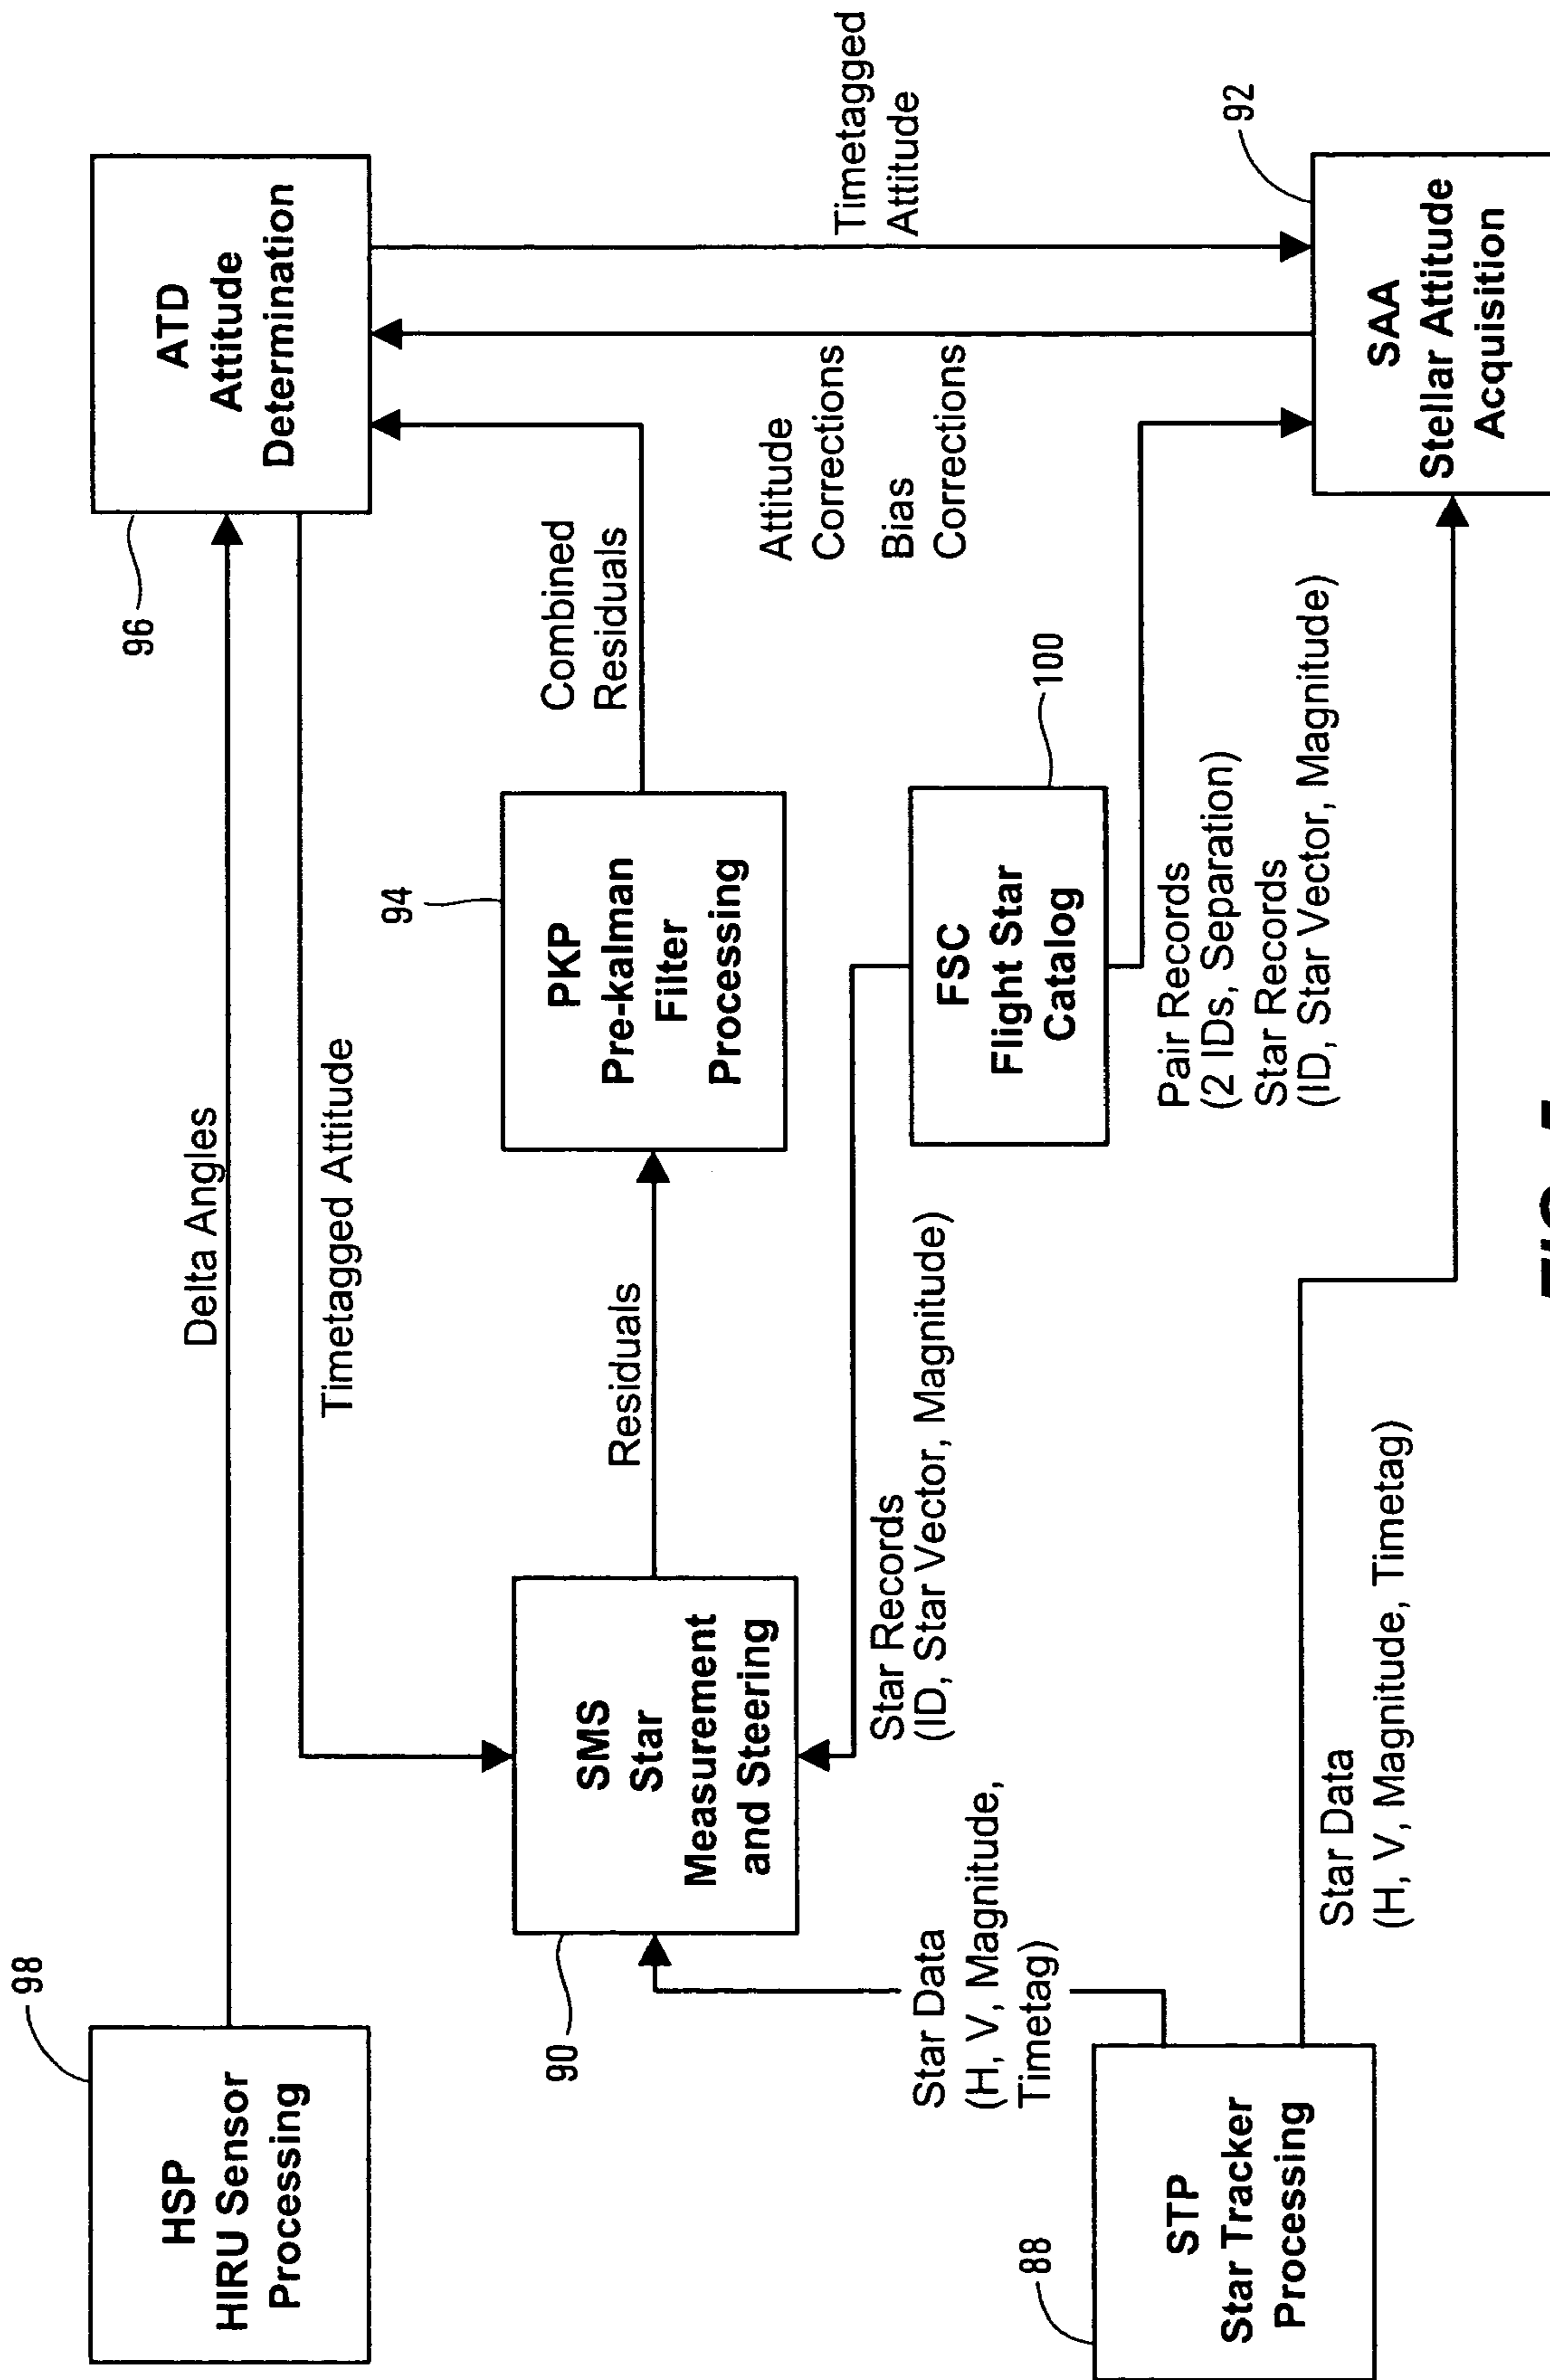 98
HSP
HIRU Sensor
Processing
Delta Angles
Timetagged Attitude
96
ATD
Attitude
Determination
90
SMS
Star
Measurement
and Steering
Residuals
94
PKP
Pre-kalman
Filter
Processing
Combined
Residuals
Star Data
(H, V, Magnitude,
Timetag)
Star Records
(ID, Star Vector, Magnitude)
FSC
Flight Star
Catalog
100
Attitude
Corrections
Bias
Corrections
Timetagged
Attitude
88
STP
Star Tracker
Processing
Star Data
(H, V, Magnitude, Timetag)
Pair Records
(2 IDs, Separation)
Star Records
(ID, Star Vector, Magnitude)
92
SAA
Stellar Attitude
Acquisition